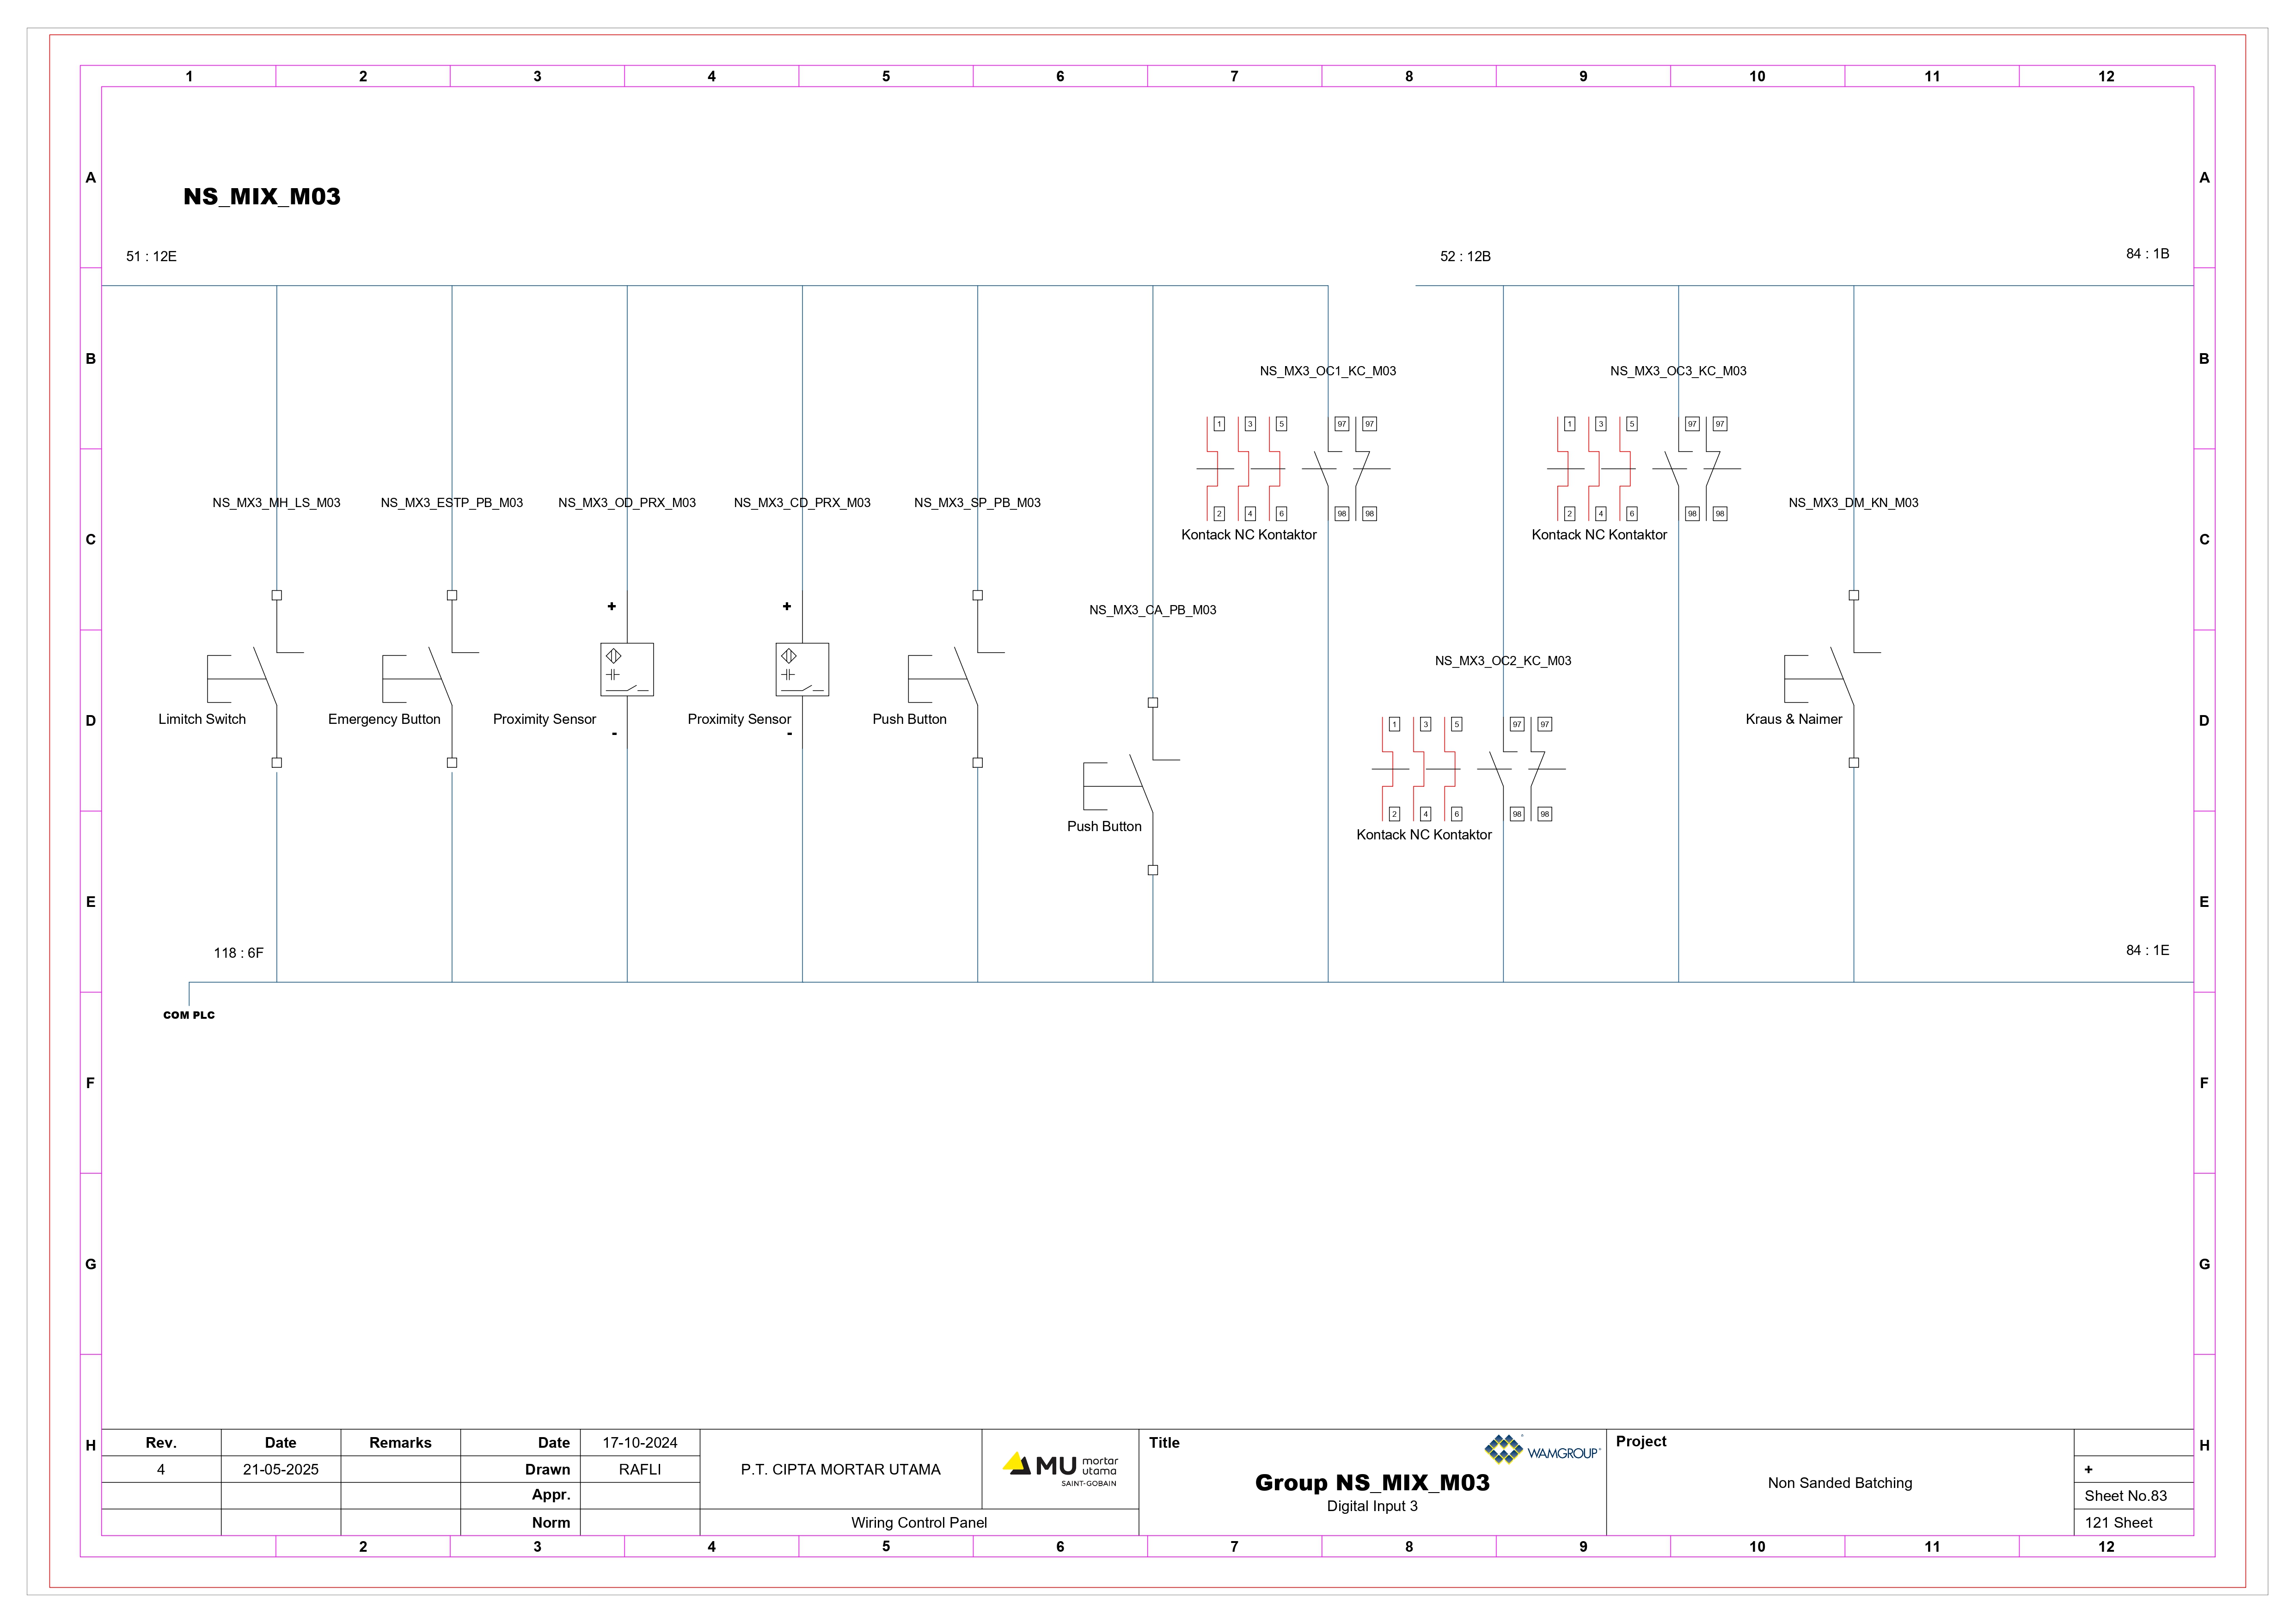 1 2 3 4 5 6 7 8 9 10 11 12
A A
NS_MIX_M03
51 : 12E 52 : 12B 84 : 1B
B B
NS_MX3_OC1_KC_M03 NS_MX3_OC3_KC_M03
1 3 5 97 97 1 3 5 97 97
NS_MX3_MH_LS_M03 NS_MX3_ESTP_PB_M03 NS_MX3_OD_PRX_M03 NS_MX3_CD_PRX_M03 NS_MX3_SP_PB_M03 NS_MX3_DM_KN_M03
2 4 6 98 98 2 4 6 98 98
Kontack NC Kontaktor Kontack NC Kontaktor
C C
+ +
NS_MX3_CA_PB_M03
NS_MX3_OC2_KC_M03
Limitch Switch Emergency Button Proximity Sensor Proximity Sensor Push Button Kraus & Naimer
D D
1 3 5 97 97
- -
2 4 6 98 98
Push Button
Kontack NC Kontaktor
E E
118 : 6F 84 : 1E
COM PLC
F F
G G
H H
Rev. Date Remarks Date 17-10-2024
4 21-05-2025 Drawn RAFLI
Appr.
Norm
P.T. CIPTA MORTAR UTAMA
MU mortar
utama
SAINT-GOBAIN
Wiring Control Panel
Title
WAMGROUP
Group NS_MIX_M03
Digital Input 3
Project
Non Sanded Batching
+
Sheet No.83
121 Sheet
2 3 4 5 6 7 8 9 10 11 12